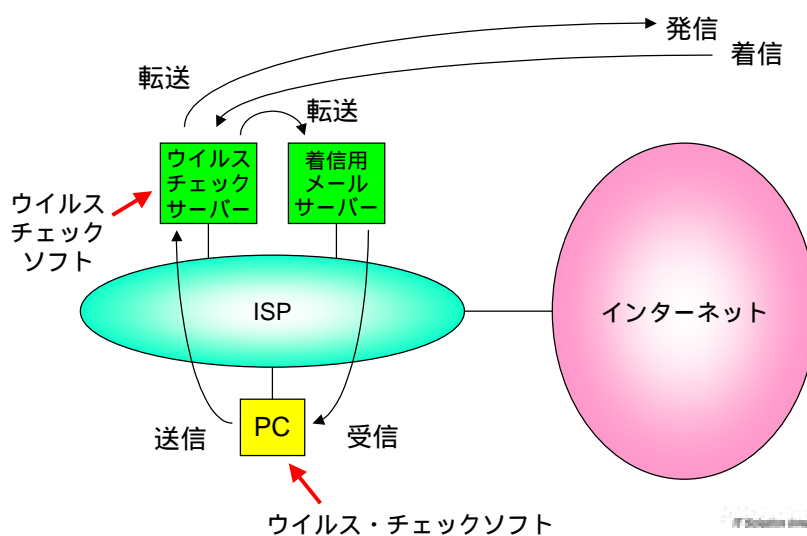 発信
着信
転送
転送
ウイルス
チェック
サーバー
着信用
メール
サーバー
ウイルス
チェック
ソフト
ISP
インターネット
送信
PC
受信
ウイルス・チェックソフト
IT Solution